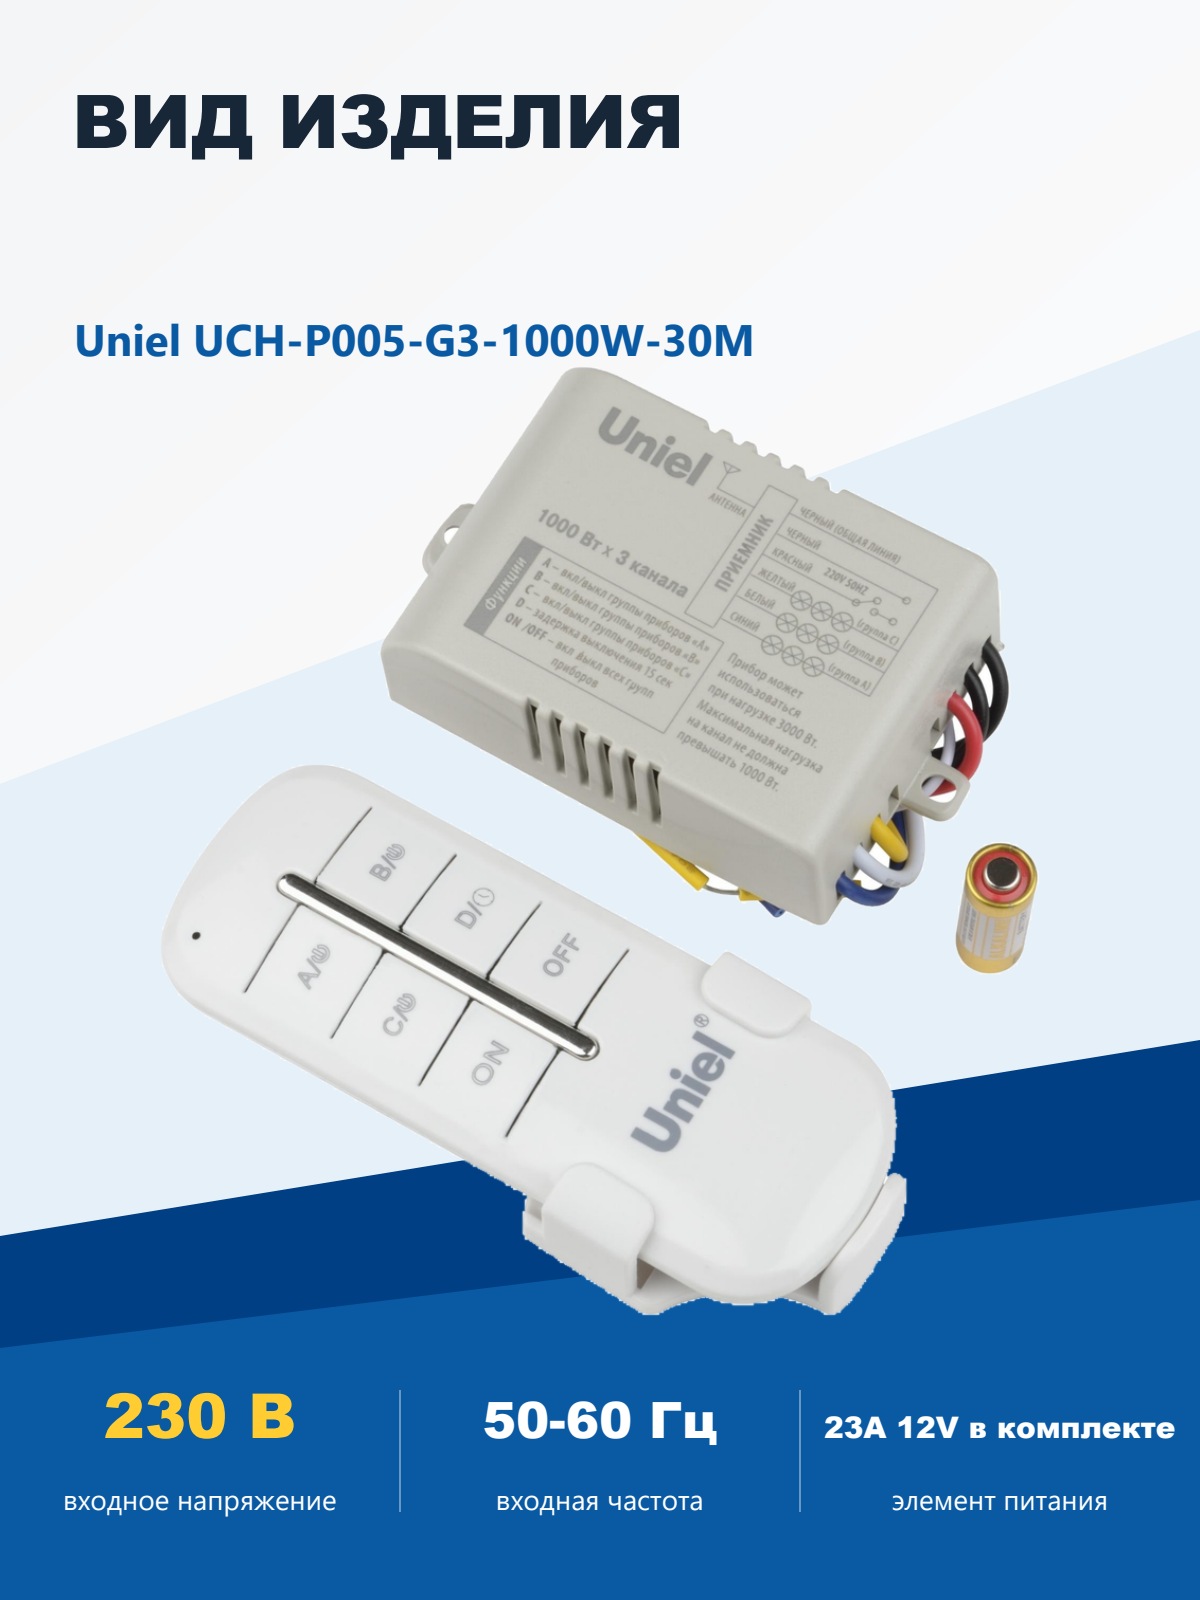 ВИД ИЗДЕЛИЯ
Uniel UCH-P005-G3-1000W-30M
Uniel
АНТЕННА
ПРИЕМНИК
ЧЕРНЫЙ (ОБЩАЯ ЛИНИЯ)
ЧЕРНЫЙ
КРАСНЫЙ 220V 50HZ
ЖЕЛТЫЙ
(группа C)
БЕЛЫЙ
(группа B)
СИНИЙ
(группа A)
1000 Вт x 3 канала
Функции
A – вкл/выкл группы приборов «A»
B – вкл/выкл группы приборов «B»
C – вкл/выкл группы приборов «C»
D – задержка выключения 15 сек
ON /OFF – вкл/выкл всех групп
приборов
Прибор может
использоваться
при нагрузке 3000 Вт.
Максимальная нагрузка
на канал не должна
превышать 1000 Вт.
B/
D/
OFF
A/
C/
ON
Uniel®
230 В
входное напряжение
50-60 Гц
входная частота
23A 12V в комплекте
элемент питания